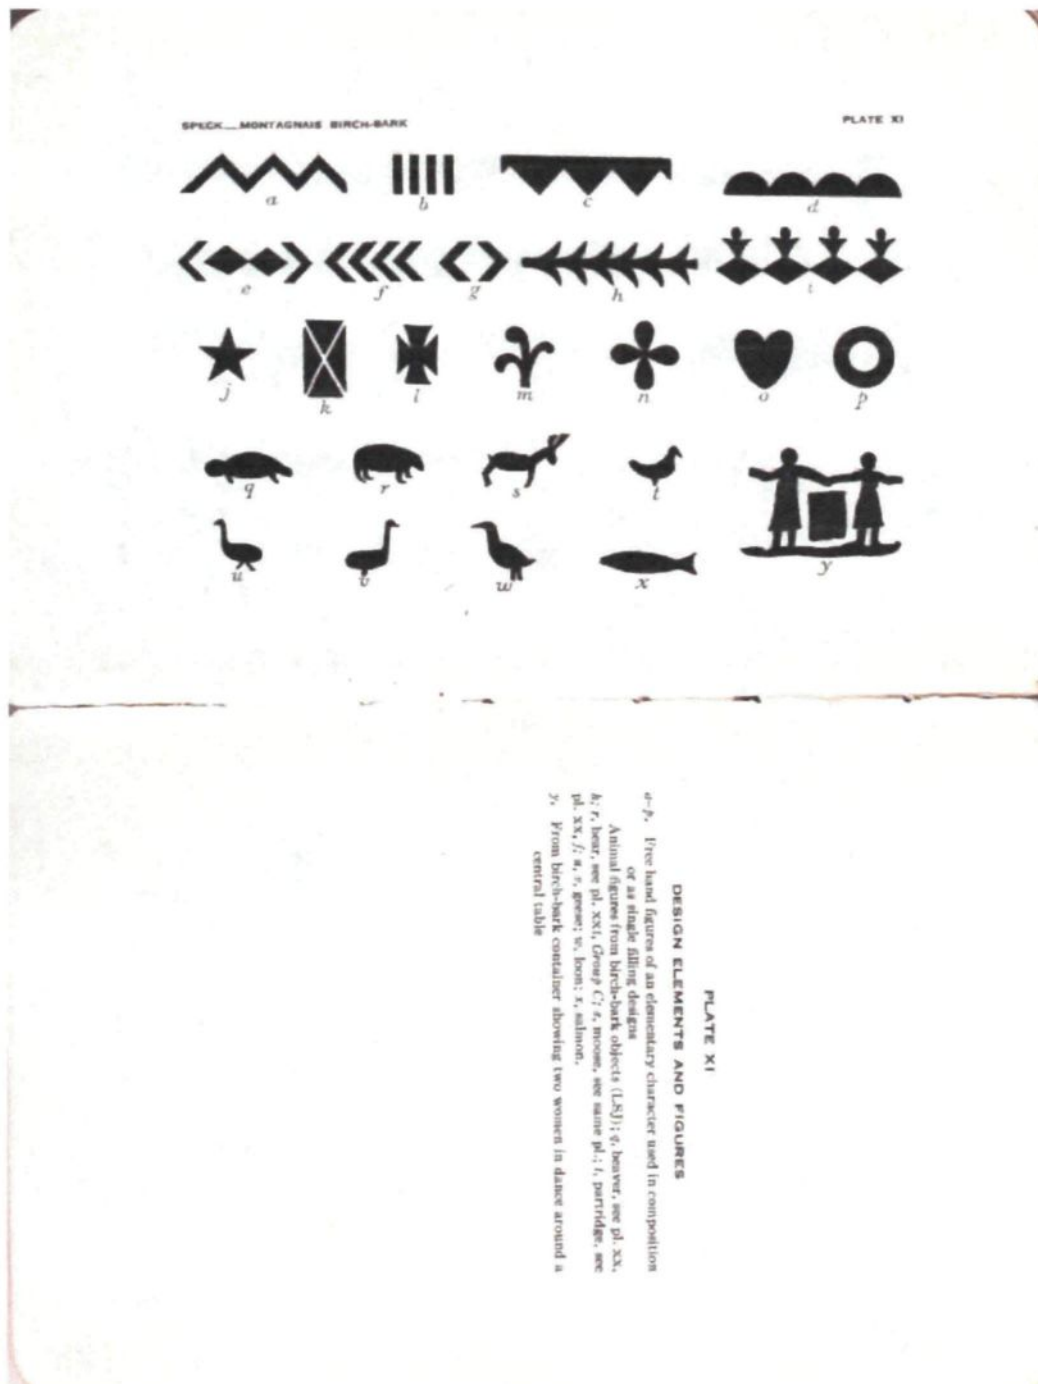 SPECK—MONTAGNAIS BIRCH-BARK
PLATE XI
a
b
c
d
e
f
g
h
i
j
k
l
m
n
o
p
q
r
s
t
u
v
w
x
y
PLATE XI
DESIGN ELEMENTS AND FIGURES
a-p. Free hand figures of an elementary character used in composition
or as single filling designs
Animal figures from birch-bark objects (LSJ); q, beaver, see pl. XX,
h; r, bear, see pl. XXI, Group C; s, moose, see same pl.; t, partridge, see
pl. XX, f; u, v, geese; w, loon; x, salmon.
y. From birch-bark container showing two women in dance around a
central table